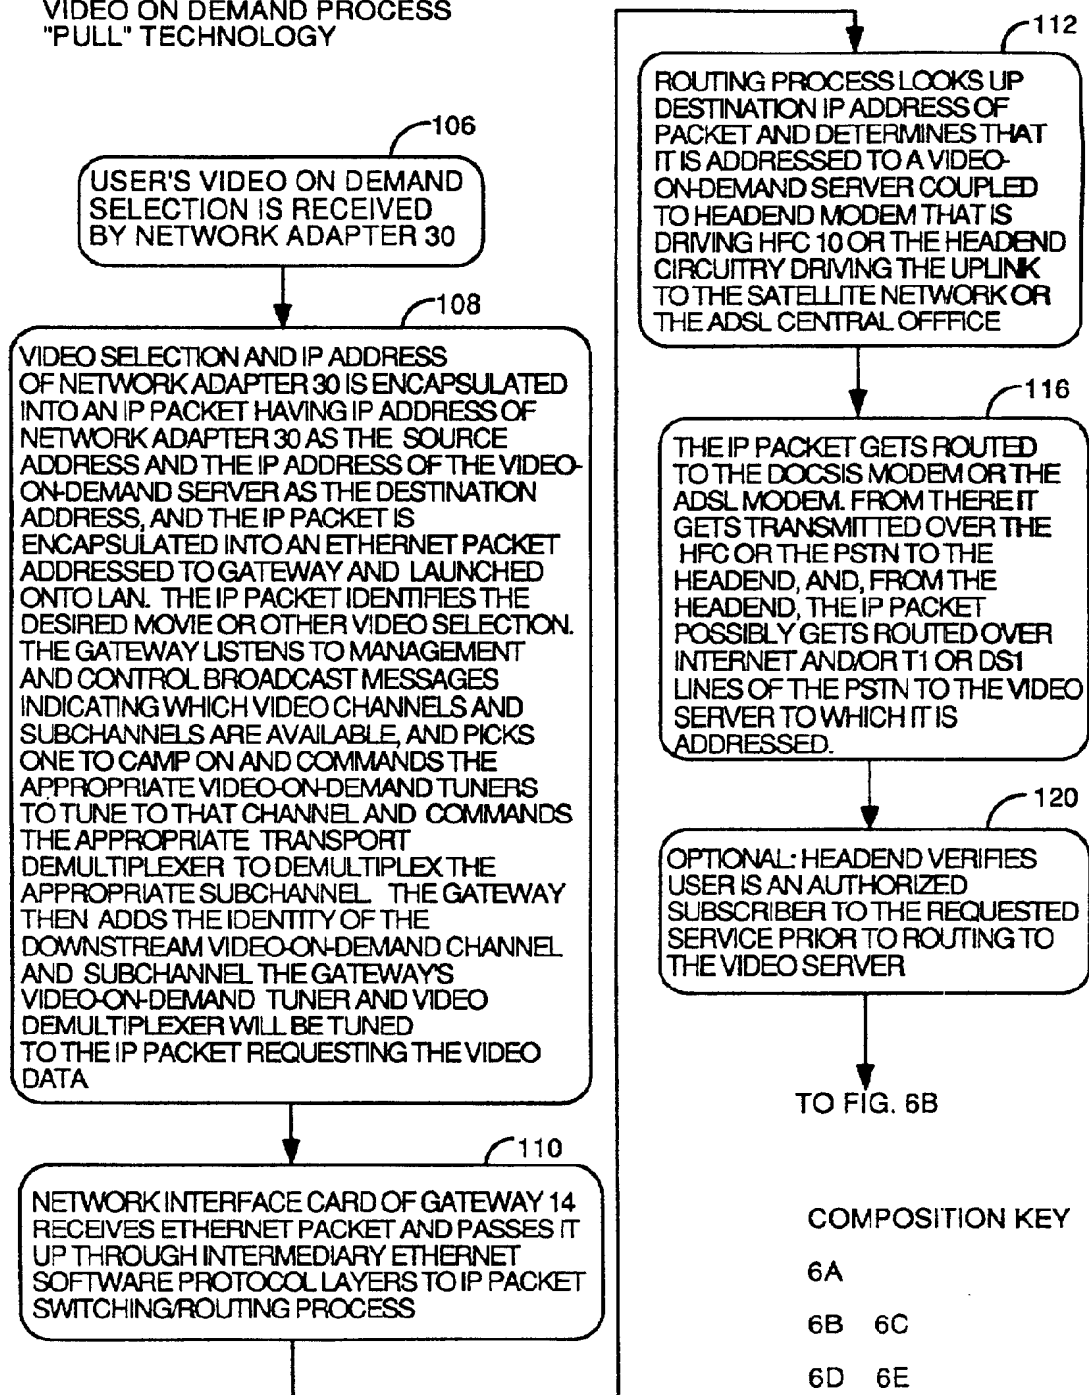 VIDEO ON DEMAND PROCESS
"PULL" TECHNOLOGY
106
USER'S VIDEO ON DEMAND
SELECTION IS RECEIVED
BY NETWORK ADAPTER 30
108
VIDEO SELECTION AND IP ADDRESS
OF NETWORK ADAPTER 30 IS ENCAPSULATED
INTO AN IP PACKET HAVING IP ADDRESS OF
NETWORK ADAPTER 30 AS THE SOURCE
ADDRESS AND THE IP ADDRESS OF THE VIDEO-
ON-DEMAND SERVER AS THE DESTINATION
ADDRESS, AND THE IP PACKET IS
ENCAPSULATED INTO AN ETHERNET PACKET
ADDRESSED TO GATEWAY AND LAUNCHED
ONTO LAN. THE IP PACKET IDENTIFIES THE
DESIRED MOVIE OR OTHER VIDEO SELECTION.
THE GATEWAY LISTENS TO MANAGEMENT
AND CONTROL BROADCAST MESSAGES
INDICATING WHICH VIDEO CHANNELS AND
SUBCHANNELS ARE AVAILABLE, AND PICKS
ONE TO CAMP ON AND COMMANDS THE
APPROPRIATE VIDEO-ON-DEMAND TUNERS
TO TUNE TO THAT CHANNEL AND COMMANDS
THE APPROPRIATE TRANSPORT
DEMULTIPLEXER TO DEMULTIPLEX THE
APPROPRIATE SUBCHANNEL THE GATEWAY
THEN ADDS THE IDENTITY OF THE
DOWNSTREAM VIDEO-ON-DEMAND CHANNEL
AND SUBCHANNEL THE GATEWAY'S
VIDEO-ON-DEMAND TUNER AND VIDEO
DEMULTIPLEXER WILL BE TUNED
TO THE IP PACKET REQUESTING THE VIDEO
DATA
110
NETWORK INTERFACE CARD OF GATEWAY 14
RECEIVES ETHERNET PACKET AND PASSES IT
UP THROUGH INTERMEDIARY ETHERNET
SOFTWARE PROTOCOL LAYERS TO IP PACKET
SWITCHING/ROUTING PROCESS
112
ROUTING PROCESS LOOKS UP
DESTINATION IP ADDRESS OF
PACKET AND DETERMINES THAT
IT IS ADDRESSED TO A VIDEO-
ON-DEMAND SERVER COUPLED
TO HEADEND MODEM THAT IS
DRIVING HFC 10 OR THE HEADEND
CIRCUITRY DRIVING THE UPLINK
TO THE SATELLITE NETWORK OR
THE ADSL CENTRAL OFFFICE
116
THE IP PACKET GETS ROUTED
TO THE DOCSIS MODEM OR THE
ADSL MODEM. FROM THERE IT
GETS TRANSMITTED OVER THE
HFC OR THE PSTN TO THE
HEADEND, AND, FROM THE
HEADEND, THE IP PACKET
POSSIBLY GETS ROUTED OVER
INTERNET AND/OR T1 OR DS1
LINES OF THE PSTN TO THE VIDEO
SERVER TO WHICH IT IS
ADDRESSED.
120
OPTIONAL: HEADEND VERIFIES
USER IS AN AUTHORIZED
SUBSCRIBER TO THE REQUESTED
SERVICE PRIOR TO ROUTING TO
THE VIDEO SERVER
TO FIG. 6B
COMPOSITION KEY
6A
6B 6C
6D 6E